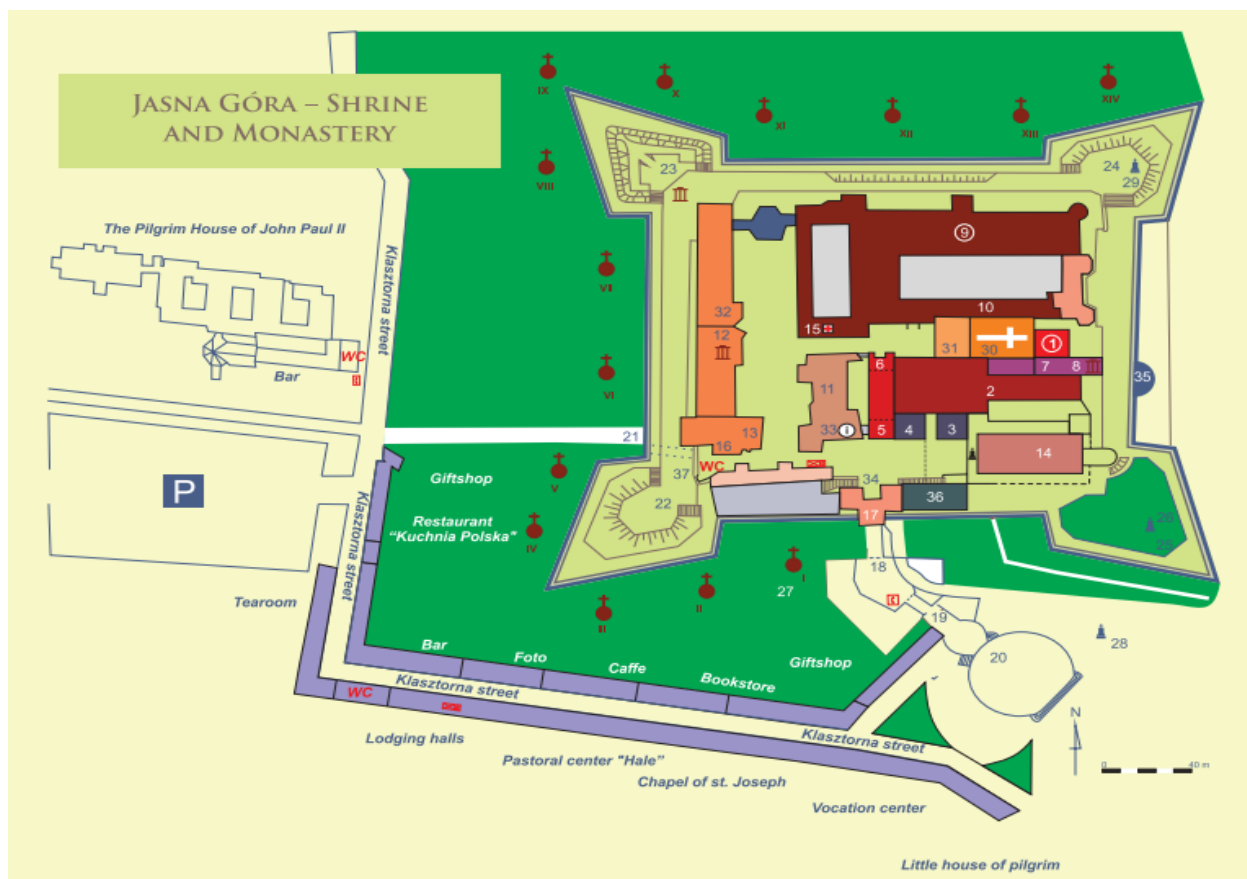 JASNA GÓRA – SHRINE
AND MONASTERY
IX
X
XI
XII
XIII
XIV
VIII
23
24
29
The Pilgrim House of John Paul II
Klasztorna street
9
VII
32
10
15
12
31
30
1
WC
Bar
VI
11
6
7
8
35
2
21
13
16
33
i
5
4
3
14
P
Klasztorna street
V
Giftshop
WC
37
34
22
36
17
Restaurant
"Kuchnia Polska"
IV
26
25
I
27
II
III
18
19
20
28
Tearoom
Bar
Foto
Caffe
Bookstore
Giftshop
WC
Klasztorna street
Klasztorna street
N
0
40 m
Lodging halls
Pastoral center "Hale"
Chapel of st. Joseph
Vocation center
Little house of pilgrim